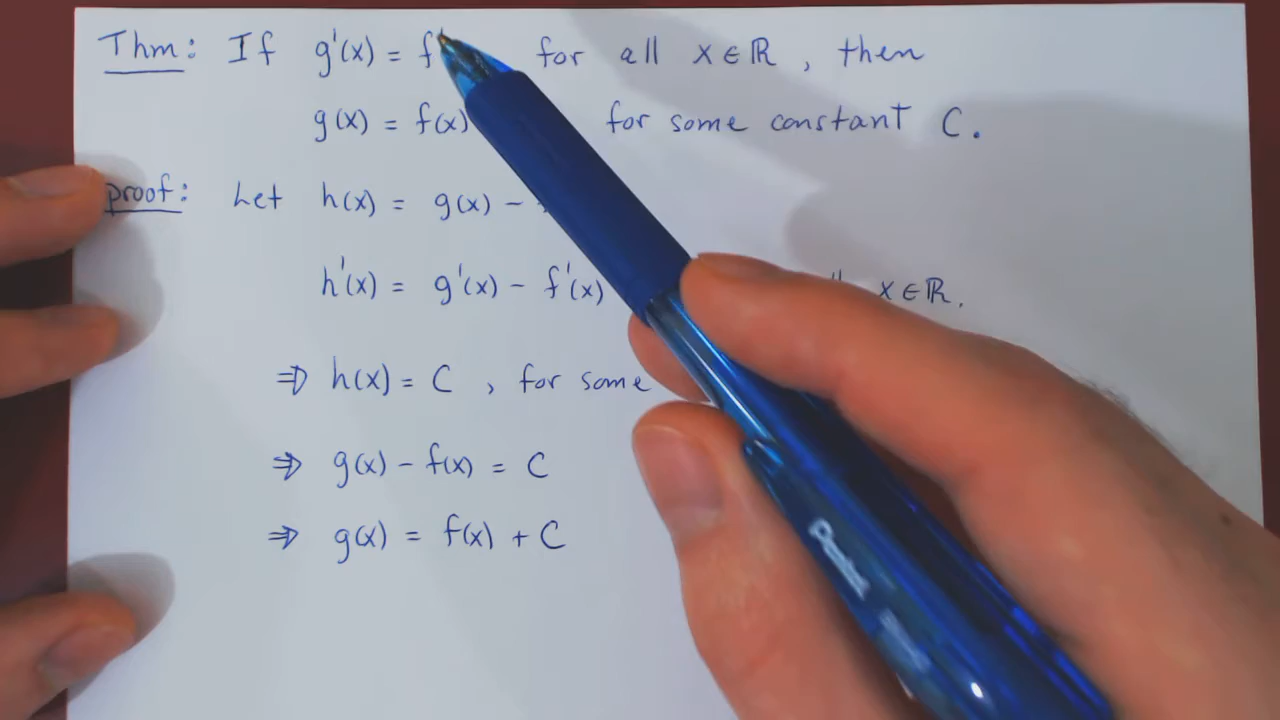 Thm: If g'(x) = f' for all x ∈ ℝ, then
g(x) = f(x) for some constant C.
proof: Let h(x) = g(x) −
h'(x) = g'(x) − f'(x) x ∈ ℝ.
⇒ h(x) = C, for some
⇒ g(x) − f(x) = C
⇒ g(x) = f(x) + C